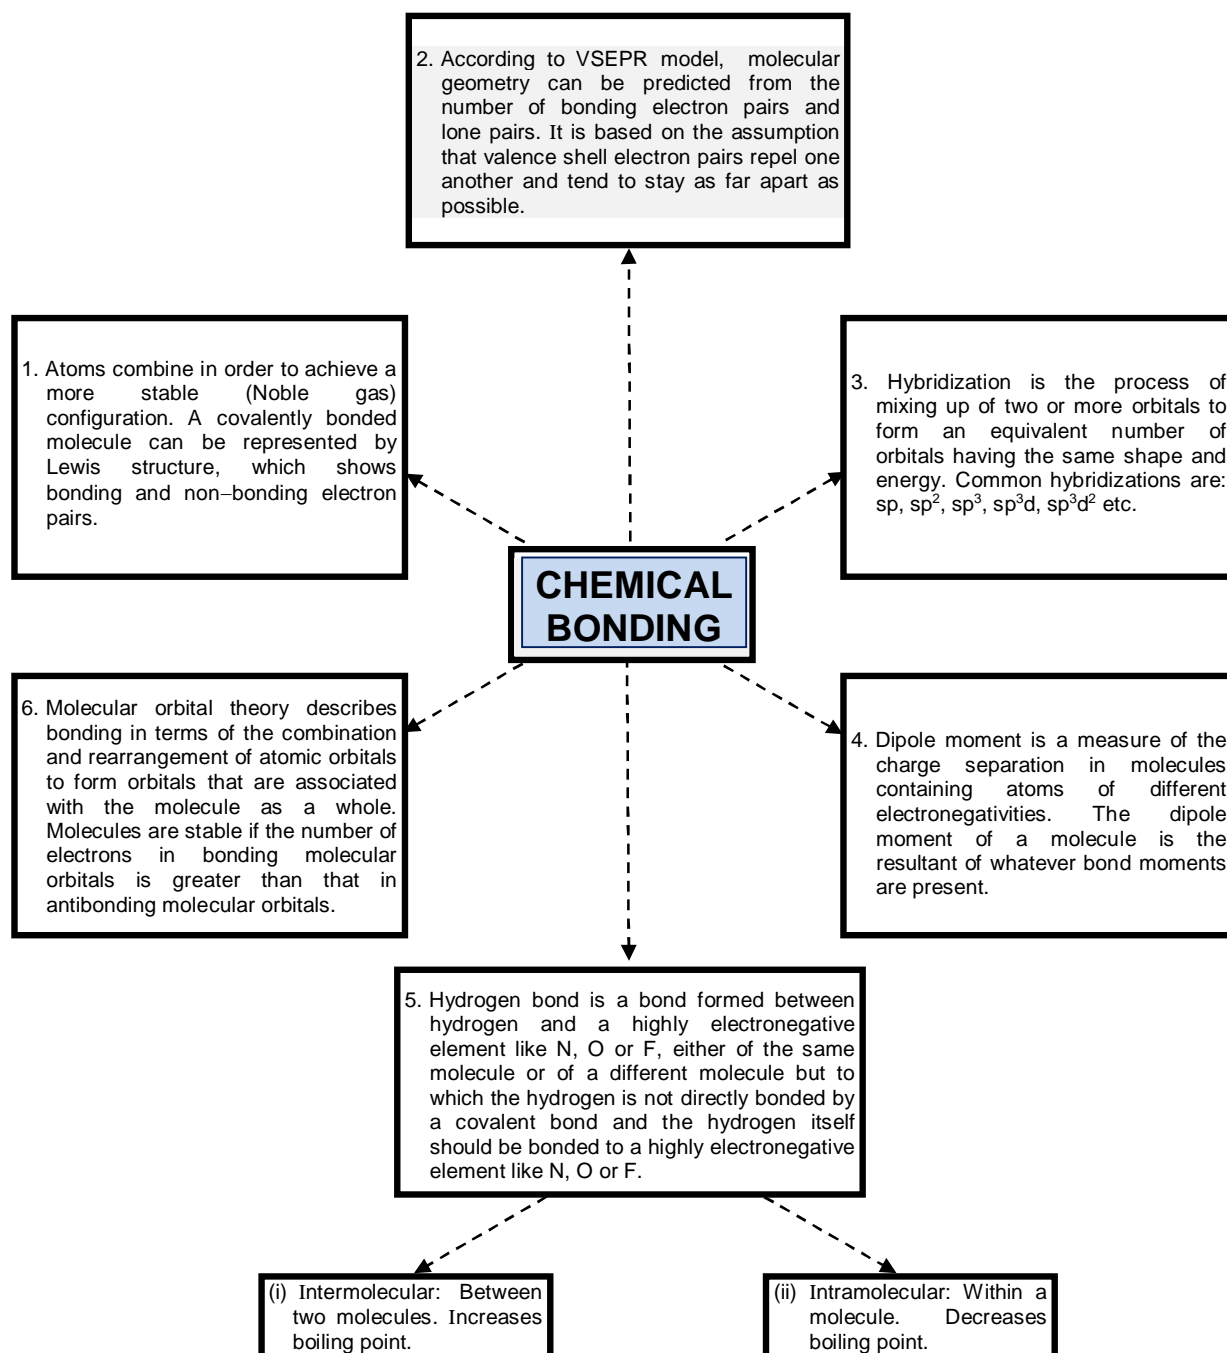 2. According to VSEPR model, molecular
geometry can be predicted from the
number of bonding electron pairs and
lone pairs. It is based on the assumption
that valence shell electron pairs repel one
another and tend to stay as far apart as
possible.
1. Atoms combine in order to achieve a
more stable (Noble gas)
configuration. A covalently bonded
molecule can be represented by
Lewis structure, which shows
bonding and non–bonding electron
pairs.
3. Hybridization is the process of
mixing up of two or more orbitals to
form an equivalent number of
orbitals having the same shape and
energy. Common hybridizations are:
sp, sp², sp³, sp³d, sp³d² etc.
CHEMICAL
BONDING
6. Molecular orbital theory describes
bonding in terms of the combination
and rearrangement of atomic orbitals
to form orbitals that are associated
with the molecule as a whole.
Molecules are stable if the number of
electrons in bonding molecular
orbitals is greater than that in
antibonding molecular orbitals.
4. Dipole moment is a measure of the
charge separation in molecules
containing atoms of different
electronegativities. The dipole
moment of a molecule is the
resultant of whatever bond moments
are present.
5. Hydrogen bond is a bond formed between
hydrogen and a highly electronegative
element like N, O or F, either of the same
molecule or of a different molecule but to
which the hydrogen is not directly bonded by
a covalent bond and the hydrogen itself
should be bonded to a highly electronegative
element like N, O or F.
(i) Intermolecular: Between
two molecules. Increases
boiling point.
(ii) Intramolecular: Within a
molecule. Decreases
boiling point.